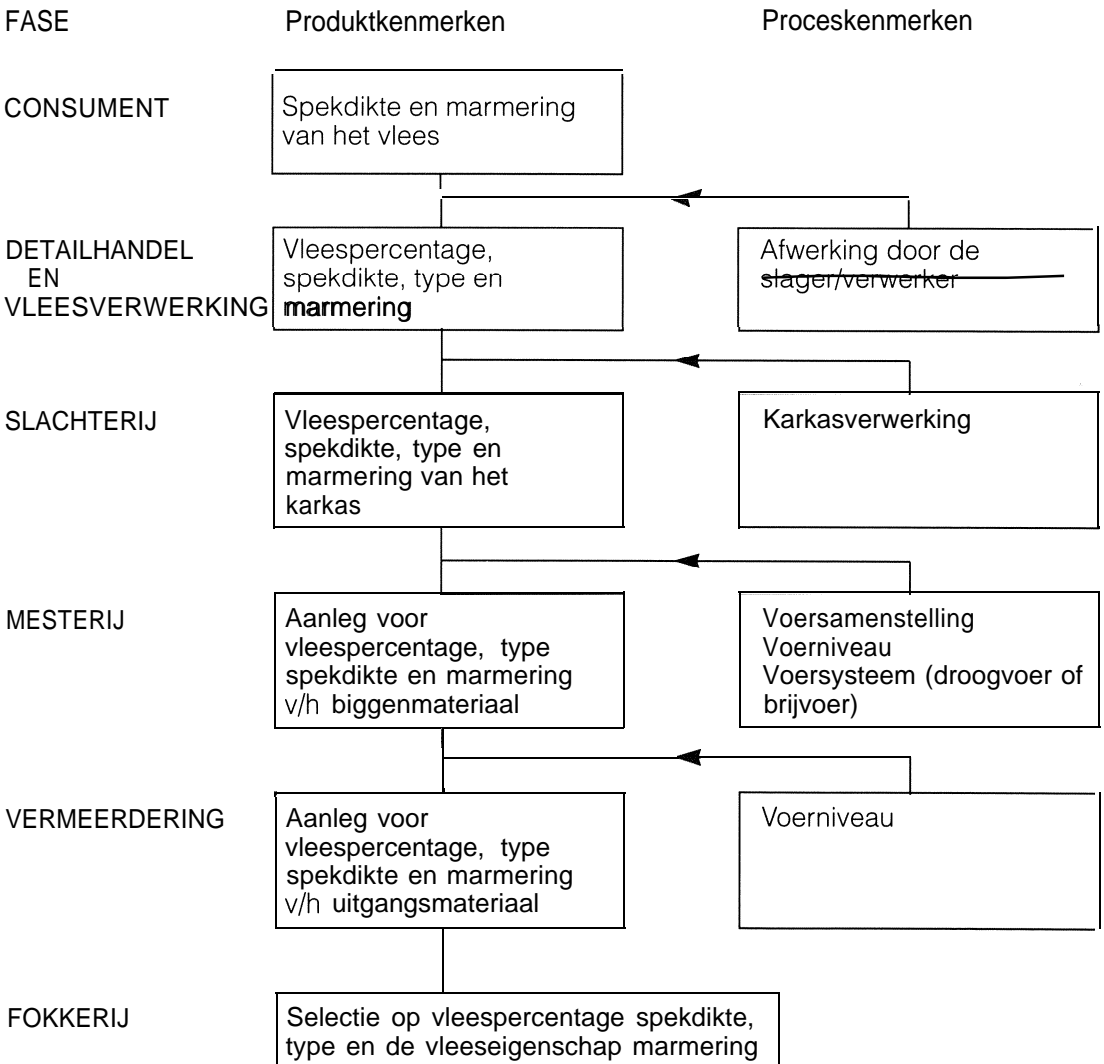 FASE
Produktkenmerken
Proceskenmerken
CONSUMENT
Spekdikte en marmering
van het vlees
DETAILHANDEL
EN
VLEESVERWERKING
Vleespercentage,
spekdikte, type en
marmering
Afwerking door de
slager/verwerker
SLACHTERIJ
Vleespercentage,
spekdikte, type en
marmering van het
karkas
Karkasverwerking
MESTERIJ
Aanleg voor
vleespercentage, type
spekdikte en marmering
v/h biggenmateriaal
Voersamenstelling
Voerniveau
Voersysteem (droogvoer of
brijvoer)
VERMEERDERING
Aanleg voor
vleespercentage, type
spekdikte en marmering
v/h uitgangsmateriaal
Voerniveau
FOKKERIJ
Selectie op vleespercentage spekdikte,
type en de vleeseigenschap marmering